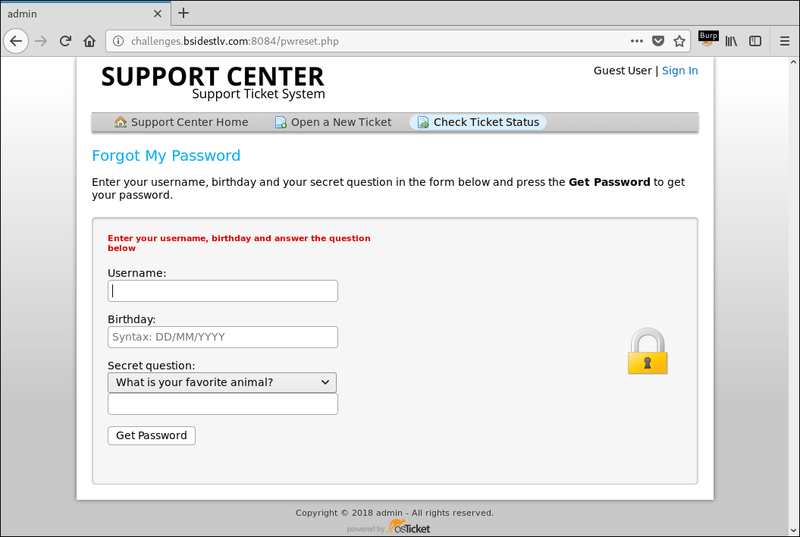 admin
challenges.bsidestlv.com:8084/pwreset.php
Burp
SUPPORT CENTER
Support Ticket System
Guest User | Sign In
Support Center Home
Open a New Ticket
Check Ticket Status
Forgot My Password
Enter your username, birthday and your secret question in the form below and press the Get Password to get
your password.
Enter your username, birthday and answer the question
below
Username:
Birthday:
Syntax: DD/MM/YYYY
Secret question:
What is your favorite animal?
Get Password
Copyright © 2018 admin - All rights reserved.
powered by osTicket